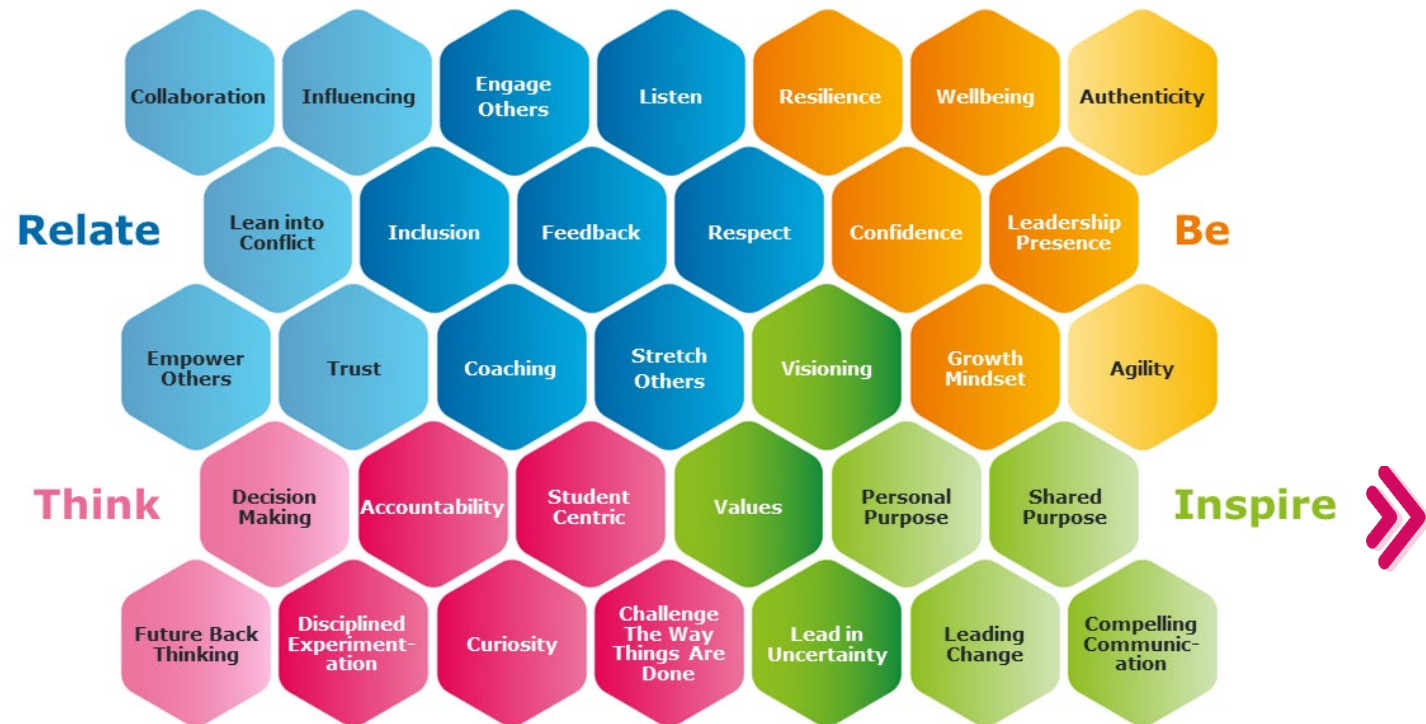 Collaboration
Influencing
Engage
Others
Listen
Resilience
Wellbeing
Authenticity
Relate
Lean into
Conflict
Inclusion
Feedback
Respect
Confidence
Leadership
Presence
Be
Empower
Others
Trust
Coaching
Stretch
Others
Visioning
Growth
Mindset
Agility
Think
Decision
Making
Accountability
Student
Centric
Values
Personal
Purpose
Shared
Purpose
Inspire
Future Back
Thinking
Disciplined
Experiment-
ation
Curiosity
Challenge
The Way
Things Are
Done
Lead in
Uncertainty
Leading
Change
Compelling
Communic-
ation